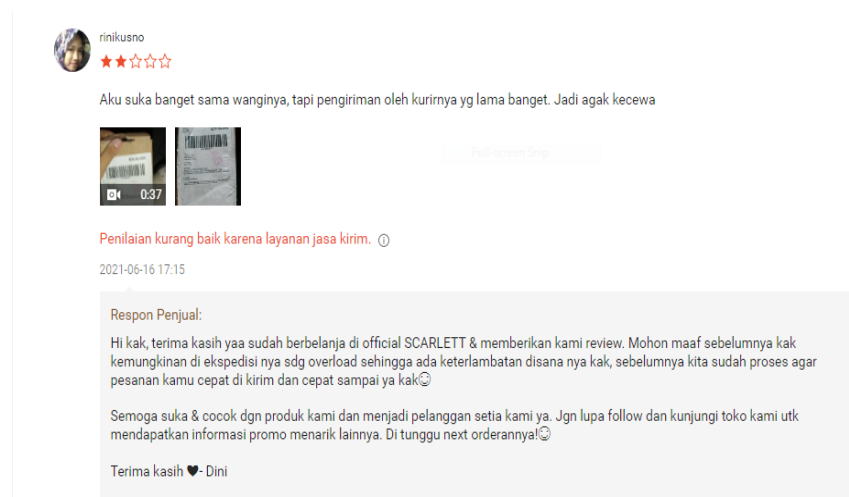 rinikusno
Aku suka banget sama wanginya, tapi pengiriman oleh kurirnya yg lama banget. Jadi agak kecewa
Full-screen Snip
0:37
Penilaian kurang baik karena layanan jasa kirim.
2021-06-16 17:15
Respon Penjual:
Hi kak, terima kasih yaa sudah berbelanja di official SCARLETT & memberikan kami review. Mohon maaf sebelumnya kak
kemungkinan di ekspedisi nya sdg overload sehingga ada keterlambatan disana nya kak, sebelumnya kita sudah proses agar
pesanan kamu cepat di kirim dan cepat sampai ya kak
Semoga suka & cocok dgn produk kami dan menjadi pelanggan setia kami ya. Jgn lupa follow dan kunjungi toko kami utk
mendapatkan informasi promo menarik lainnya. Di tunggu next orderannya!
Terima kasih ♥- Dini